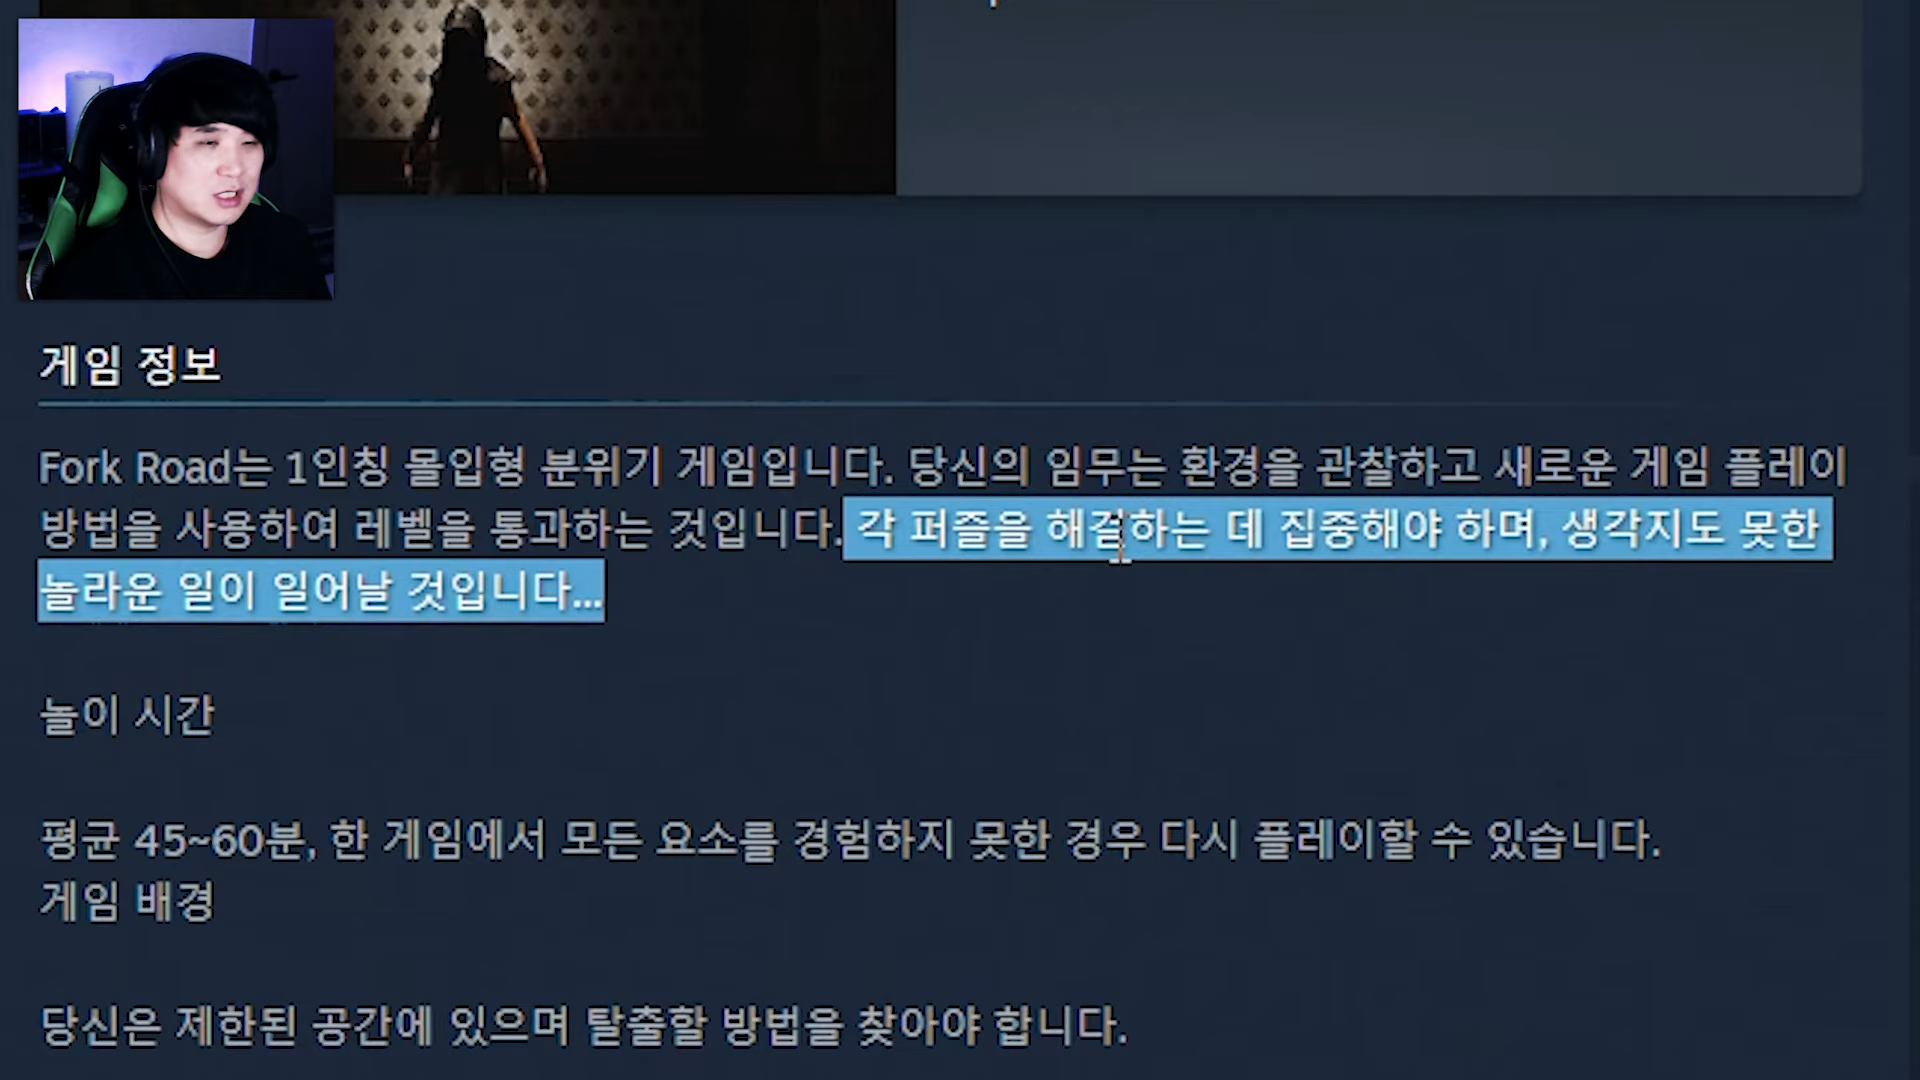 게임 정보
Fork Road는 1인칭 몰입형 분위기 게임입니다. 당신의 임무는 환경을 관찰하고 새로운 게임 플레이
방법을 사용하여 레벨을 통과하는 것입니다. 각 퍼즐을 해결하는 데 집중해야 하며, 생각지도 못한
놀라운 일이 일어날 것입니다...
놀이 시간
평균 45~60분, 한 게임에서 모든 요소를 경험하지 못한 경우 다시 플레이할 수 있습니다.
게임 배경
당신은 제한된 공간에 있으며 탈출할 방법을 찾아야 합니다.